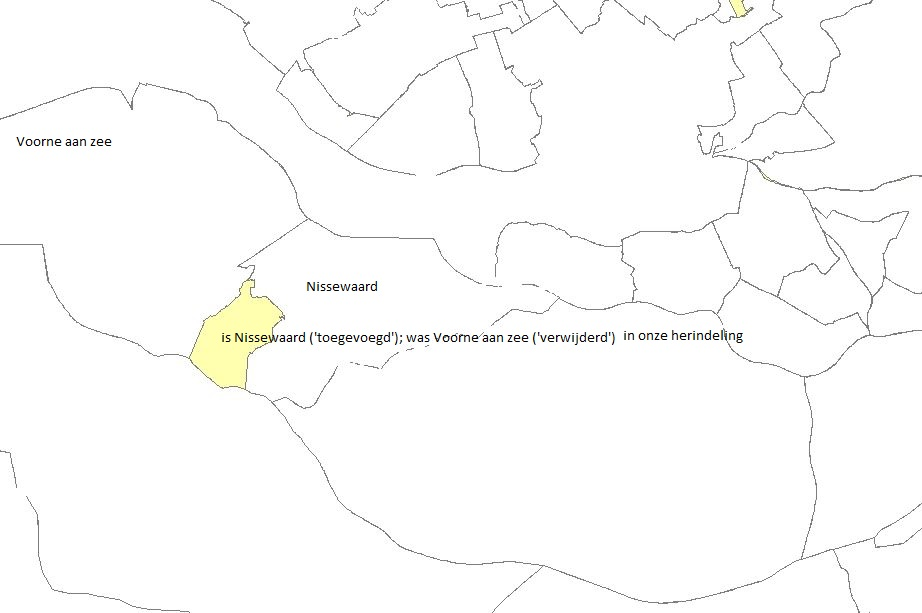 Voorne aan zee
Nissewaard
is Nissewaard ('toegevoegd'); was Voorne aan zee ('verwijderd') in onze herindeling